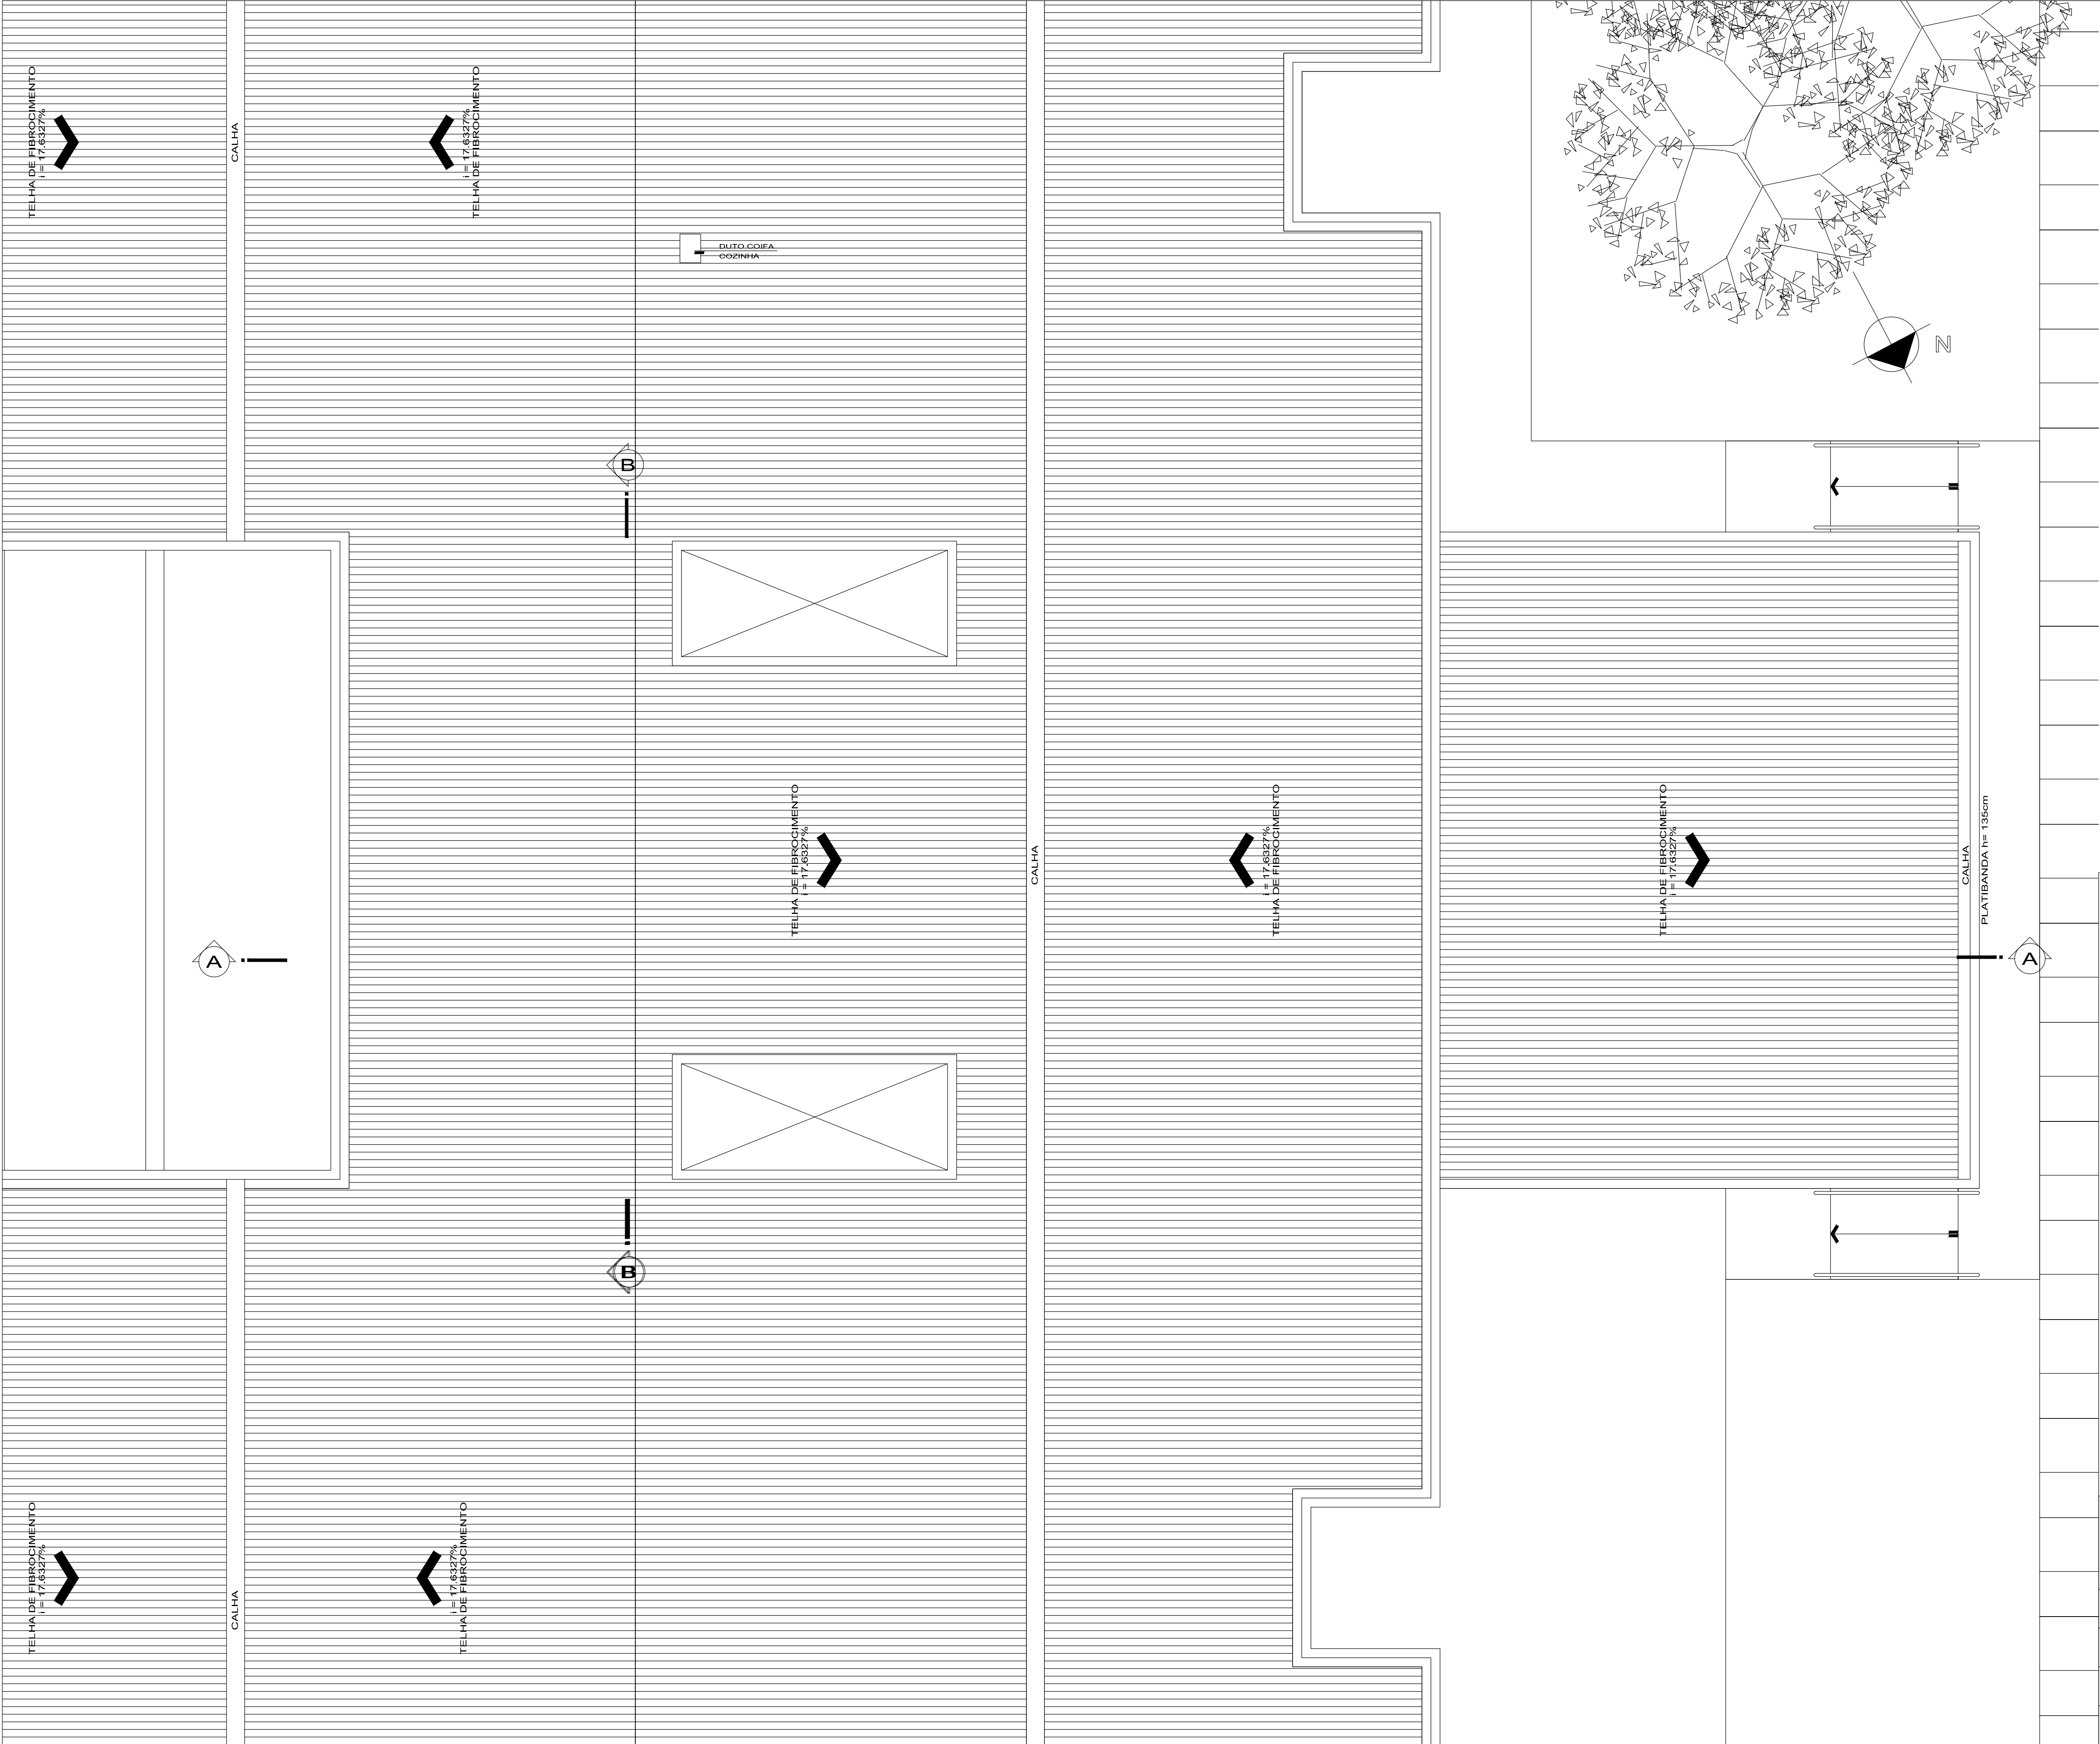 TELHA DE FIBROCIMENTO
i = 17.6327%
CALHA
i = 17.6327%
TELHA DE FIBROCIMENTO
DUTO COIFA
COZINHA
N
B
TELHA DE FIBROCIMENTO
i = 17.6327%
CALHA
i = 17.6327%
TELHA DE FIBROCIMENTO
TELHA DE FIBROCIMENTO
i = 17.6327%
CALHA
PLATIBANDA h= 135cm
A
A
B
TELHA DE FIBROCIMENTO
i = 17.6327%
CALHA
i = 17.6327%
TELHA DE FIBROCIMENTO